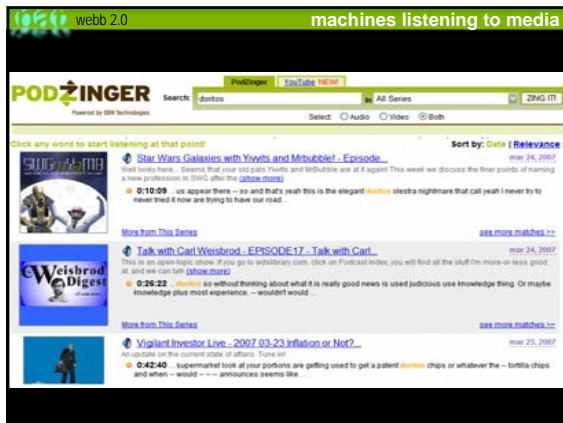 webb 2.0
machines listening to media
PodZinger YouTube NEW!
PODZINGER
Powered by BBN Technologies
Search: doritos in All Series ZING IT!
Select: Audio Video Both
Click any word to start listening at that point!
Sort by: Date | Relevance
SWG wYaMA
Star Wars Galaxies with Yivvits and Mrbubble! - Episode...
mar 24, 2007
Well looks here... Seems that your old pals Yivvits and MrBubble are at it again! This week we discuss the finer points of naming
a new profession in SWG after the (show more)
0:10:09 .. us appear there -- so and that's yeah this is the elegant doritos olestra nightmare that call yeah I never try to
never tried it now are trying to have our road ...
More from This Series
see more matches >>
Weisbrod
Digest
Talk with Carl Weisbrod - EPISODE17 - Talk with Carl...
mar 24, 2007
This is an open-topic show. if you go to wdslibrary.com, click on Podcast Index, you will find all the stuff I'm more-or-less good
at, and we can talk (show more)
0:26:22 .. doritos so without thinking about what it is really good news is used judicious use knowledge thing. Or maybe
knowledge plus most experience. -- wouldn't would ...
More from This Series
see more matches >>
Vigilant Investor Live - 2007 03-23 Inflation or Not?...
mar 23, 2007
An update on the current state of affairs. Tune in!
0:42:40 .. supermarket look at your portions are getting used to get a patent doritos chips or whatever the -- tortilla chips
and when -- would -- -- -- announces seems like ...